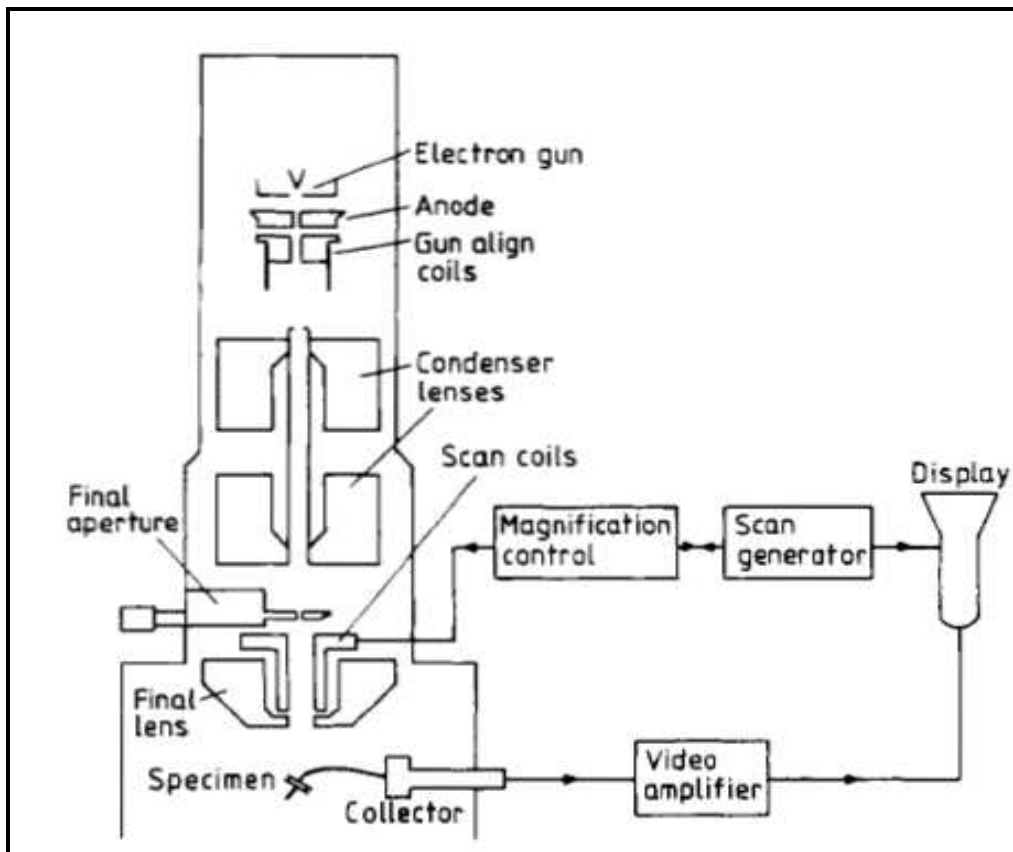 Electron gun
Anode
Gun align
coils
Condenser
lenses
Scan coils
Final
aperture
Display
Magnification
control
Scan
generator
Final
lens
Specimen
Collector
Video
amplifier